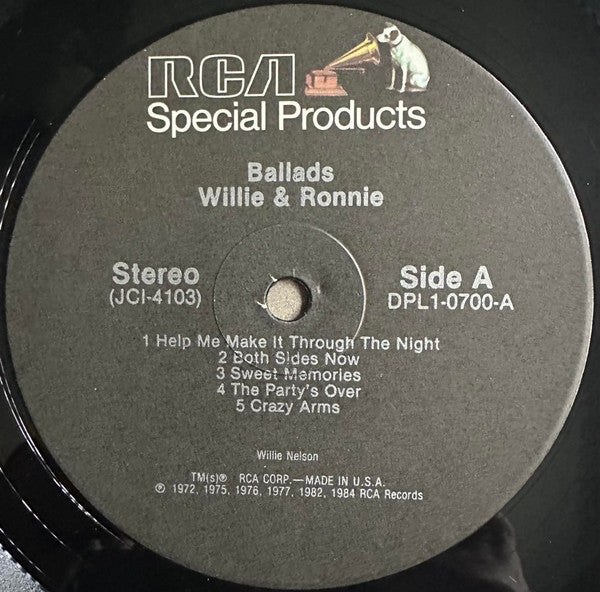 RCA
Special Products
Ballads
Willie & Ronnie
Stereo
(JCI-4103)
Side A
DPL1-0700-A
1 Help Me Make It Through The Night
2 Both Sides Now
3 Sweet Memories
4 The Party's Over
5 Crazy Arms
Willie Nelson
TM(s)® RCA CORP.—MADE IN U.S.A.
℗ 1972, 1975, 1976, 1977, 1982, 1984 RCA Records